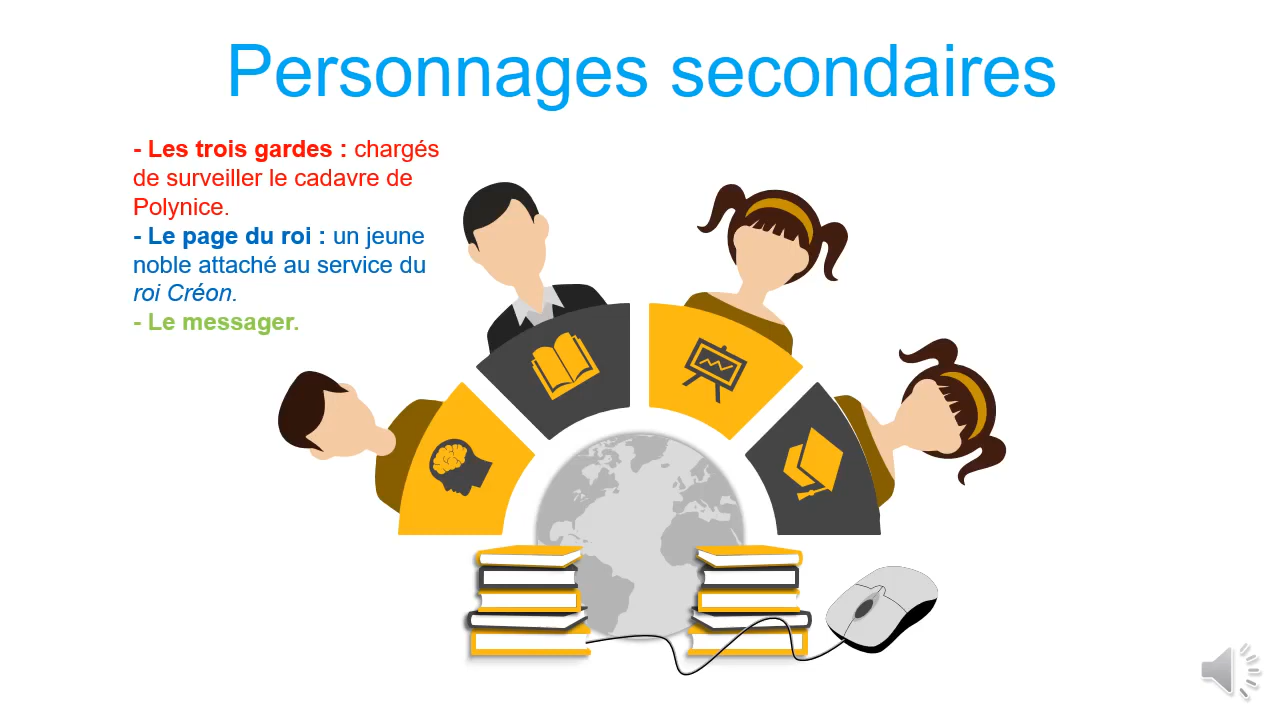 Personnages secondaires
- Les trois gardes : chargés
de surveiller le cadavre de
Polynice.
- Le page du roi : un jeune
noble attaché au service du
roi Créon.
- Le messager.